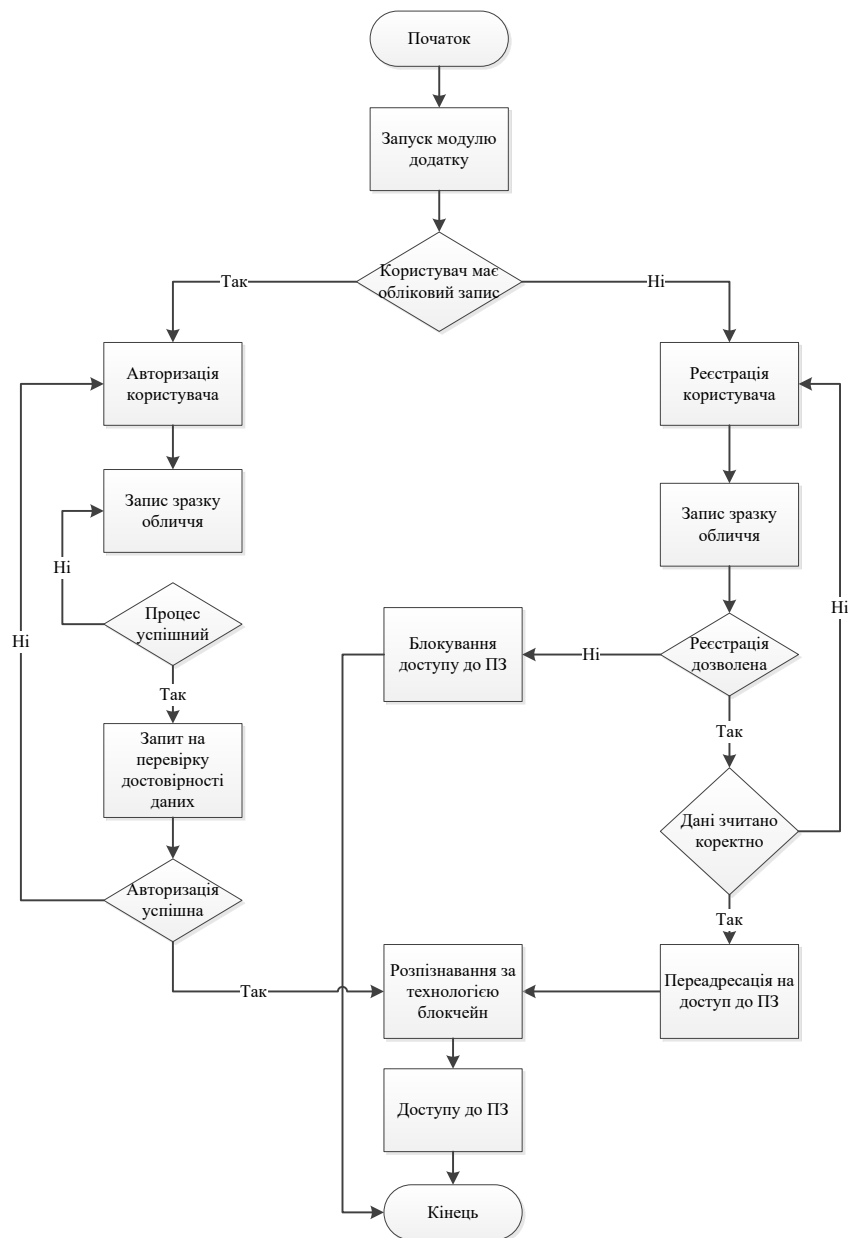 Початок
Запуск модулю
додатку
Користувач має
обліковий запис
Так
Ні
Авторизація
користувача
Реєстрація
користувача
Запис зразку
обличчя
Запис зразку
обличчя
Ні
Ні
Процес
успішний
Блокування
доступу до ПЗ
Ні
Реєстрація
дозволена
Ні
Так
Так
Запит на
перевірку
достовірності
даних
Дані зчитано
коректно
Авторизація
успішна
Так
Так
Розпізнавання за
технологією
блокчейн
Переадресація на
доступ до ПЗ
Доступу до ПЗ
Кінець